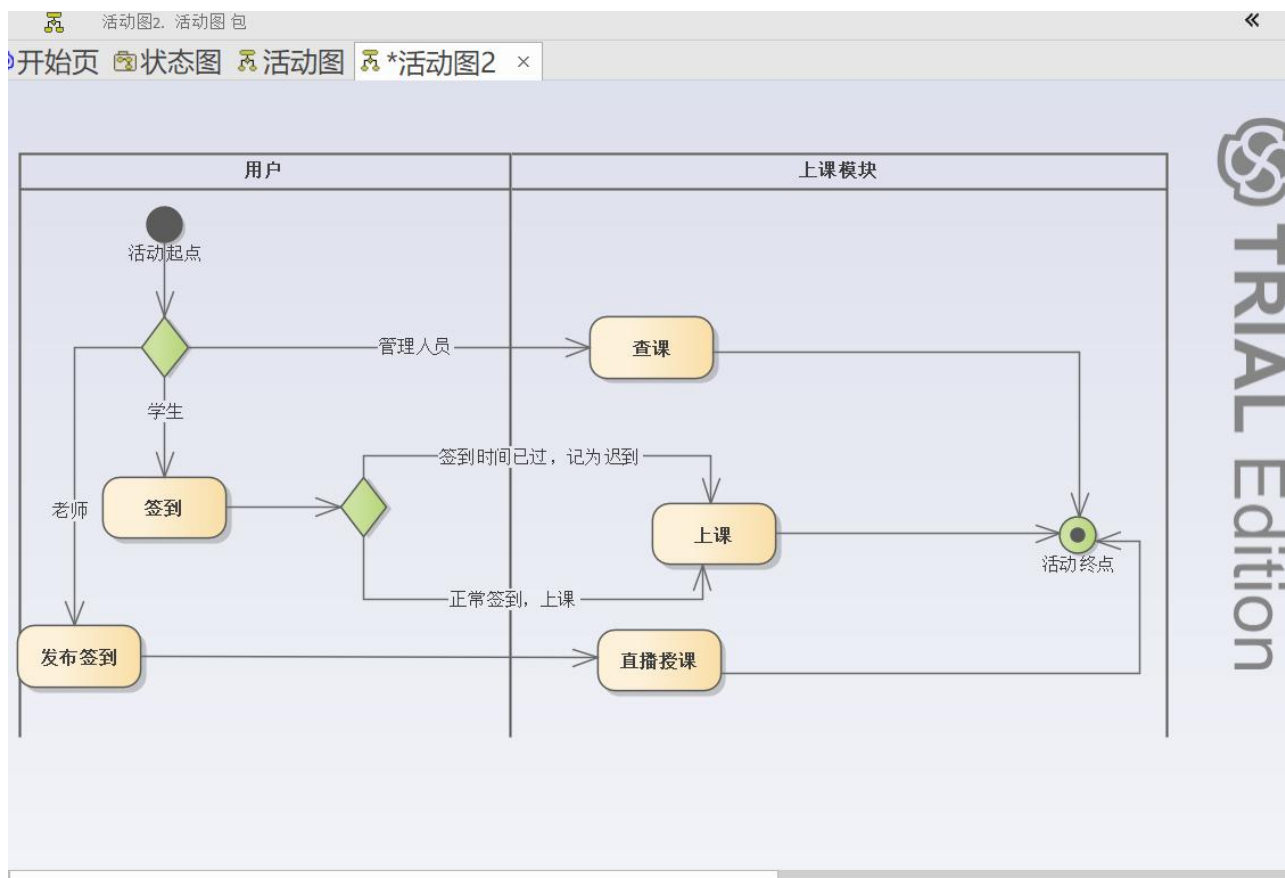 活动图2. 活动图 包
«
开始页 状态图 活动图 *活动图2 ×
用户 上课模块
活动起点
管理人员
查课
学生
签到时间已过，记为迟到
老师
签到
上课
活动终点
正常签到，上课
发布签到
直播授课
TRIAL Edition